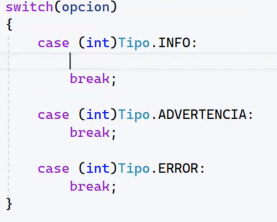 switch(opcion)
{
case (int)Tipo.INFO:
break;
case (int)Tipo.ADVERTENCIA:
break;
case (int)Tipo.ERROR:
break;
}